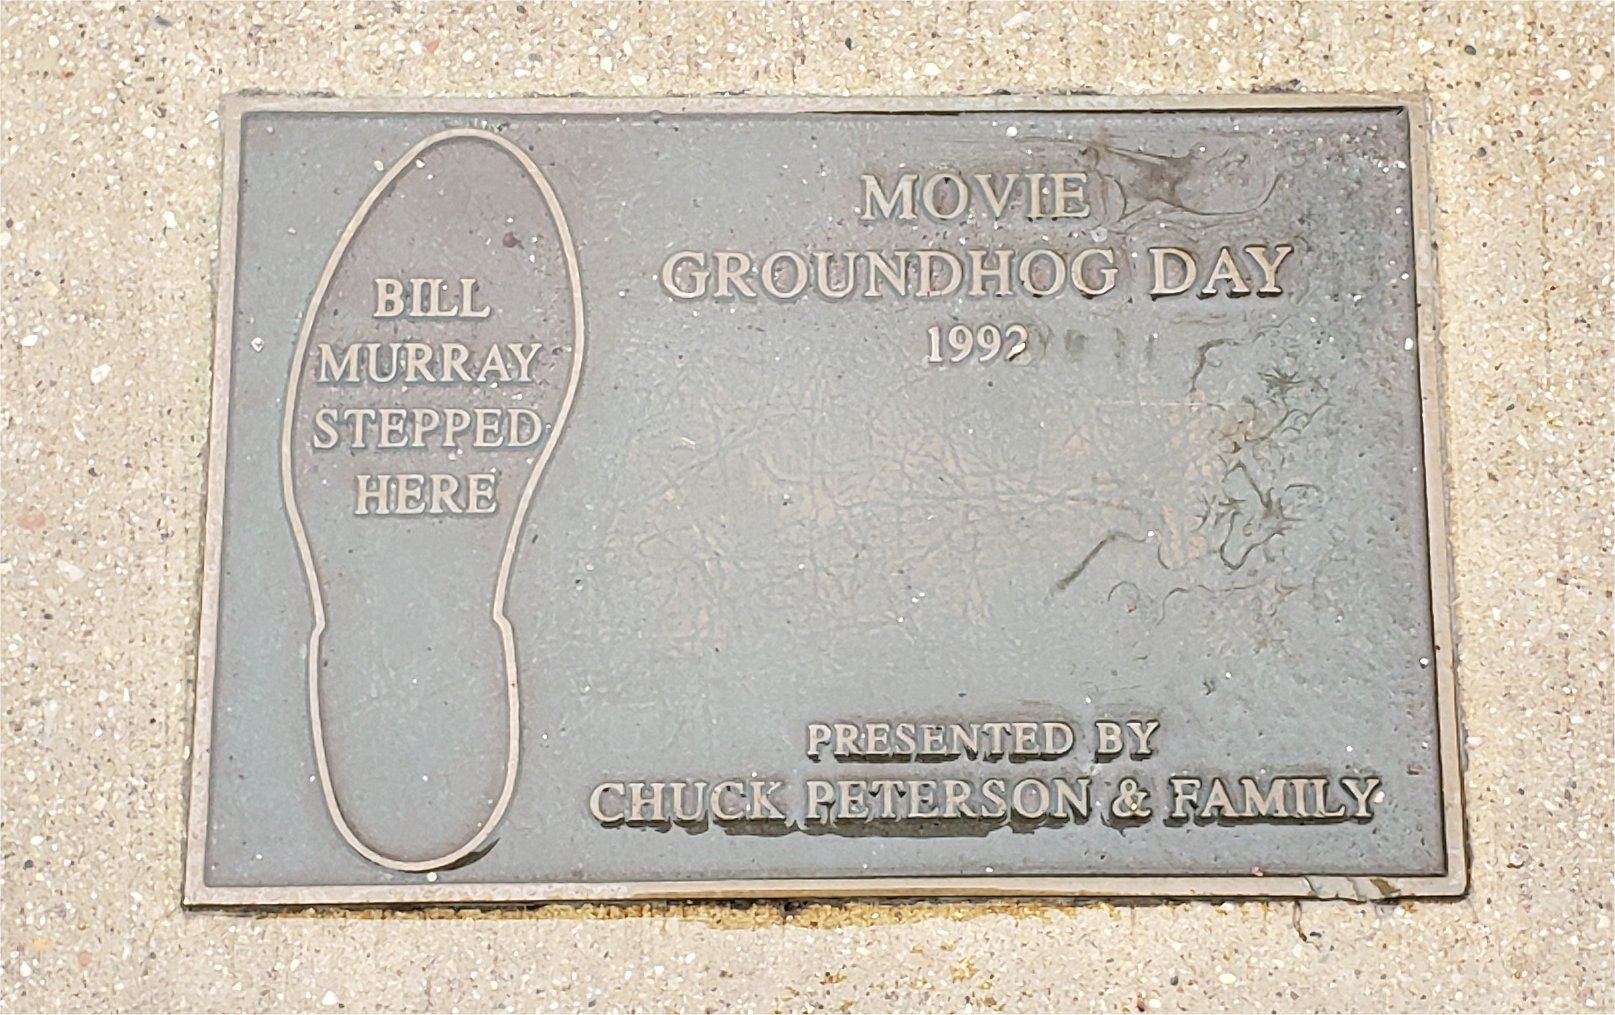 BILL
MURRAY
STEPPED
HERE
MOVIE
GROUNDHOG DAY
1992
PRESENTED BY
CHUCK PETERSON & FAMILY